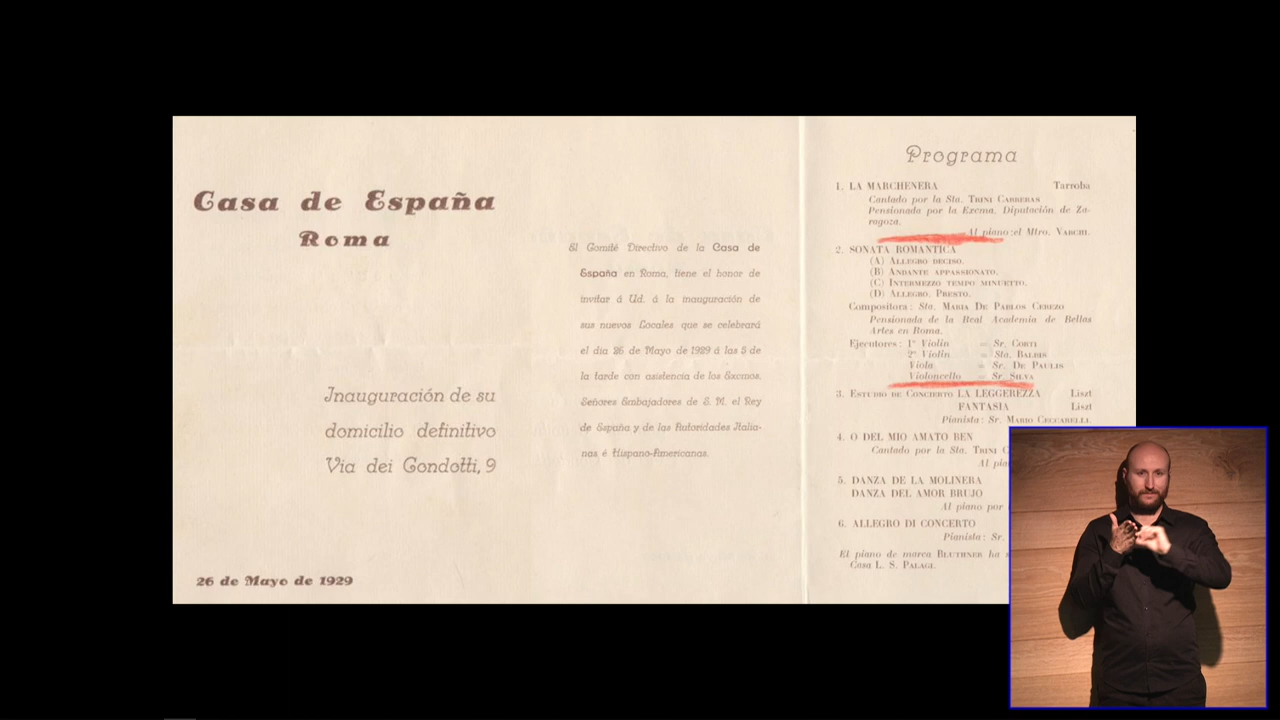 Casa de España
Roma
Inauguración de su
domicilio definitivo
Via dei Condotti, 9
26 de Mayo de 1929
El Comité Directivo de la Casa de
España en Roma, tiene el honor de
invitar á Ud. á la inauguración de
sus nuevos Locales que se celebrará
el dia 26 de Mayo de 1929 á las 5 de
la tarde con asistencia de los Excmos.
Señores Embajadores de S. M. el Rey
de España y de las Autoridades Italia-
nas é Hispano-Americanas.
Programa
1. LA MARCHENERA Tarroba
Cantado por la Sta. TRINI CARRERAS
Pensionada por la Excma. Diputación de Za-
ragoza.
Al piano: el Mtro. VARCHI.
2. SONATA ROMANTICA
(A) ALLEGRO DECISO.
(B) ANDANTE APPASSIONATO.
(C) INTERMEZZO TEMPO MINUETTO.
(D) ALLEGRO PRESTO.
Compositora: Sta. MARIA DE PABLOS CEREZO
Pensionada de la Real Academia de Bellas
Artes en Roma.
Ejecutores: 1º Violin = Sr. CORTI
2º Violin = Sta. BALBIS
Viola = Sr. DE PAULIS
Violoncello = Sr. SILVA
3. ESTUDIO DE CONCIERTO LA LEGGEREZZA Liszt
FANTASIA Liszt
Pianista: Sr. MARIO CECCARELLI.
4. O DEL MIO AMATO BEN
Cantado por la Sta. TRINI
Al
5. DANZA DE LA MOLINERA
DANZA DEL AMOR BRUJO
Al piano por
6. ALLEGRO DI CONCIERTO
Pianista: Sr.
El piano de marca BLUTHNER ha
Casa L. S. PALAGI.